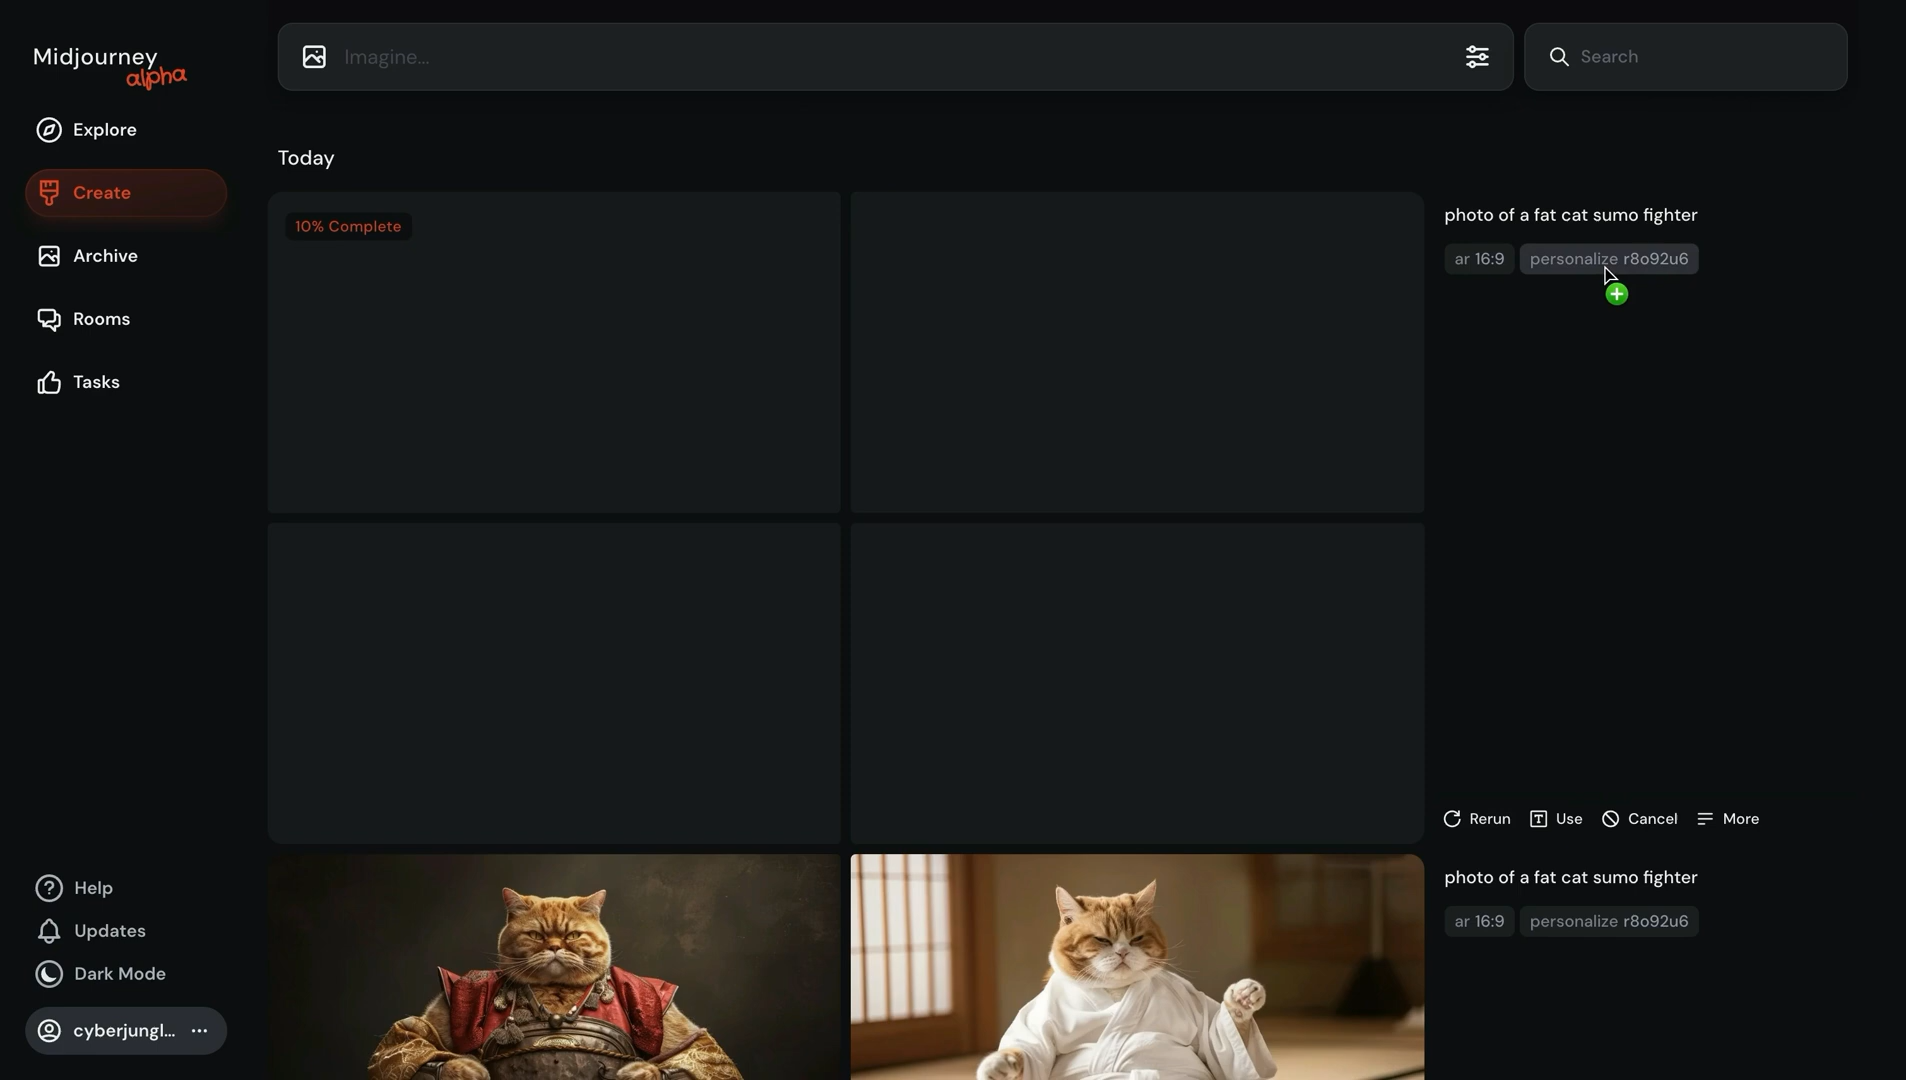 Midjourney
alpha
Imagine...
Search
Explore
Create
Archive
Rooms
Tasks
Today
10% Complete
photo of a fat cat sumo fighter
ar 16:9 personalize r8o92u6
Rerun Use Cancel More
photo of a fat cat sumo fighter
ar 16:9 personalize r8o92u6
Help
Updates
Dark Mode
cyberjungl... ···